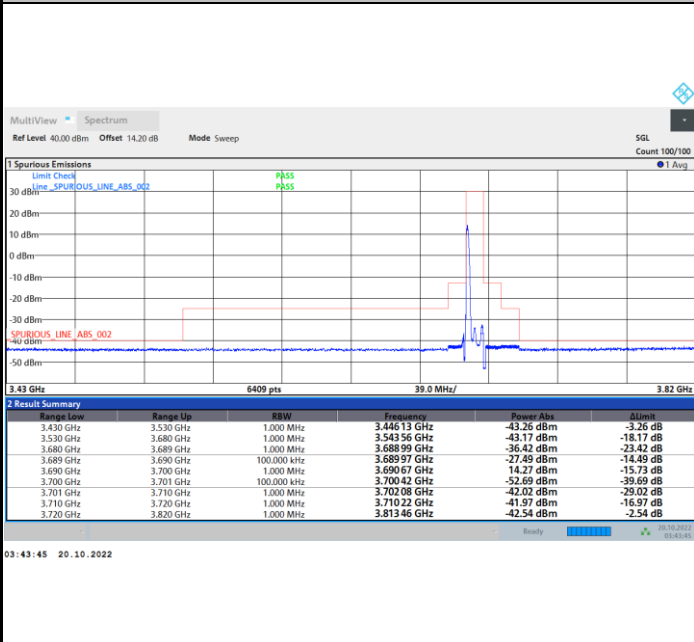 MultiView Spectrum
Ref Level 40.00 dBm Offset 14.20 dB Mode Sweep SGL
Count 100/100
1 Spurious Emissions 1 Avg
Limit Check PASS
Line _SPURIOUS_LINE_ABS_002 PASS
30 dBm
20 dBm
10 dBm
0 dBm
-10 dBm
-20 dBm
-30 dBm
_SPURIOUS_LINE_ABS_002
-40 dBm
-50 dBm
3.43 GHz 6409 pts 39.0 MHz/ 3.82 GHz
2 Result Summary
Range Low Range Up RBW Frequency Power Abs ΔLimit
3.430 GHz 3.530 GHz 1.000 MHz 3.446 13 GHz -43.26 dBm -3.26 dB
3.530 GHz 3.680 GHz 1.000 MHz 3.543 56 GHz -43.17 dBm -18.17 dB
3.680 GHz 3.689 GHz 1.000 MHz 3.688 99 GHz -36.42 dBm -23.42 dB
3.689 GHz 3.690 GHz 100.000 kHz 3.689 97 GHz -27.49 dBm -14.49 dB
3.690 GHz 3.700 GHz 1.000 MHz 3.690 67 GHz 14.27 dBm -15.73 dB
3.700 GHz 3.701 GHz 100.000 kHz 3.700 42 GHz -52.69 dBm -39.69 dB
3.701 GHz 3.710 GHz 1.000 MHz 3.702 08 GHz -42.02 dBm -29.02 dB
3.710 GHz 3.720 GHz 1.000 MHz 3.710 22 GHz -41.97 dBm -16.97 dB
3.720 GHz 3.820 GHz 1.000 MHz 3.813 46 GHz -42.54 dBm -2.54 dB
Ready 20.10.2022
03:43:45
03:43:45 20.10.2022